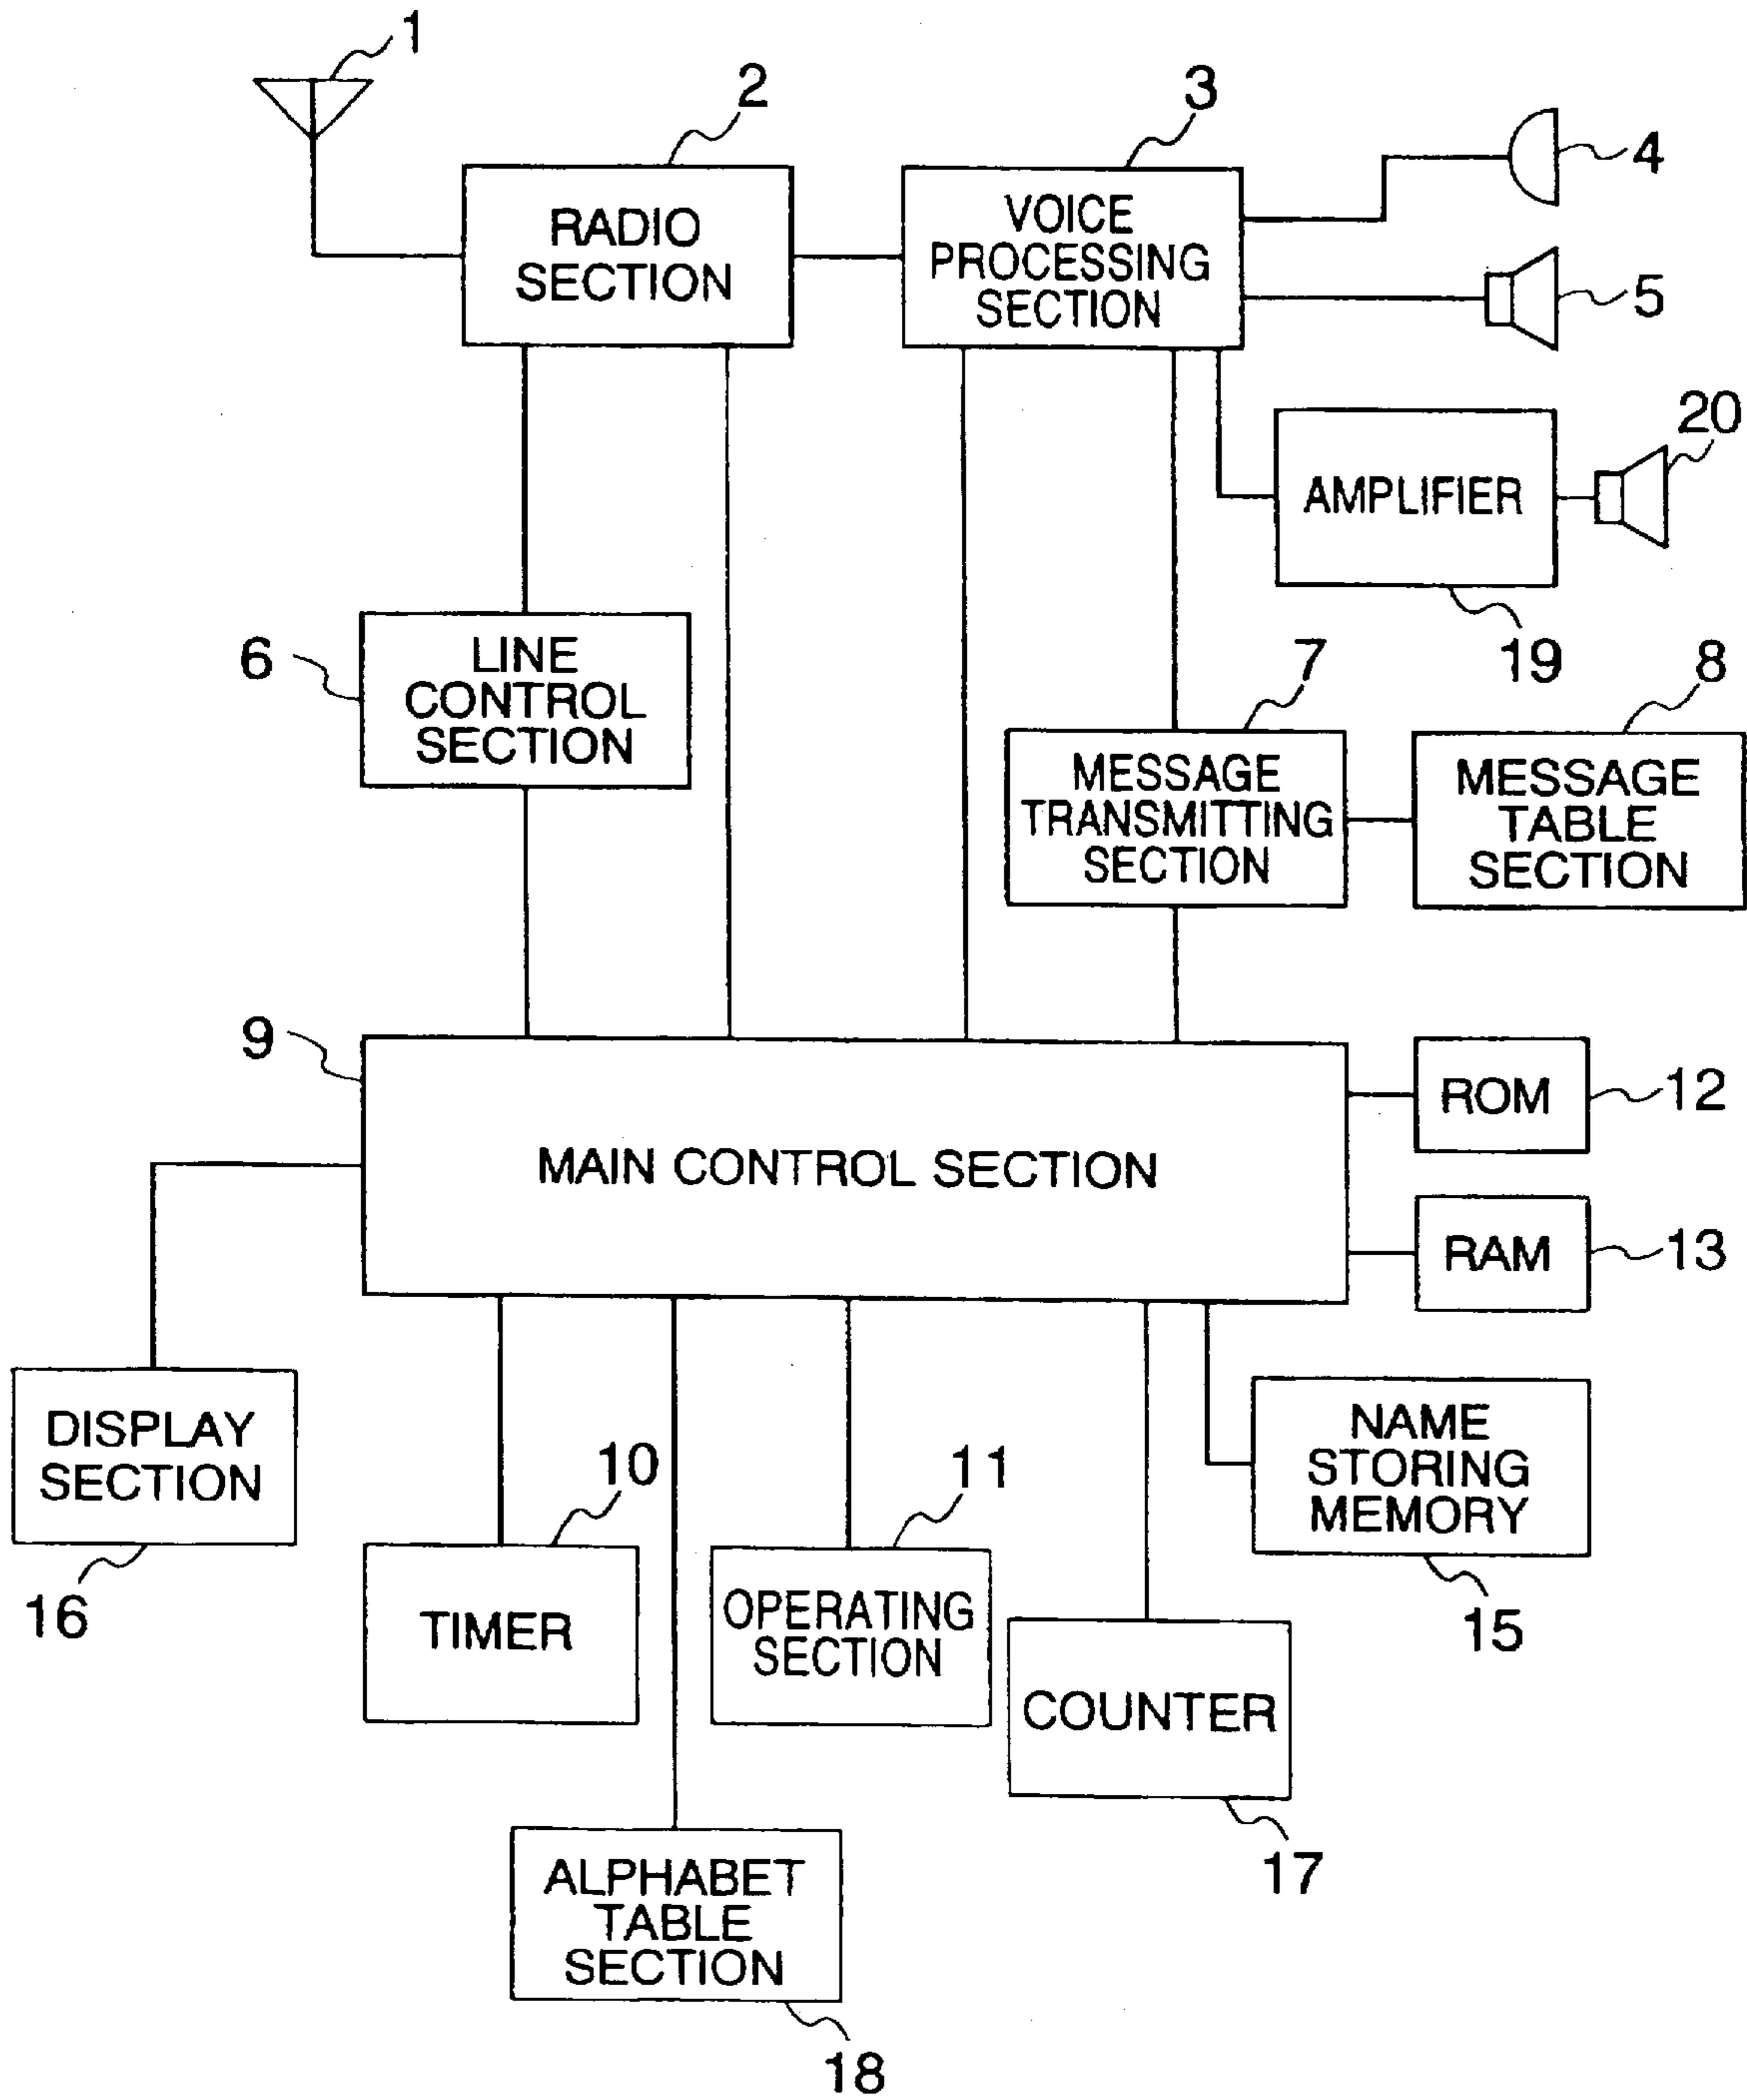 1
2
3
4
RADIO
SECTION
VOICE
PROCESSING
SECTION
5
20
AMPLIFIER
19
6
LINE
CONTROL
SECTION
7
8
MESSAGE
TRANSMITTING
SECTION
MESSAGE
TABLE
SECTION
9
MAIN CONTROL SECTION
ROM
12
RAM
13
DISPLAY
SECTION
16
10
TIMER
11
OPERATING
SECTION
NAME
STORING
MEMORY
15
COUNTER
17
ALPHABET
TABLE
SECTION
18